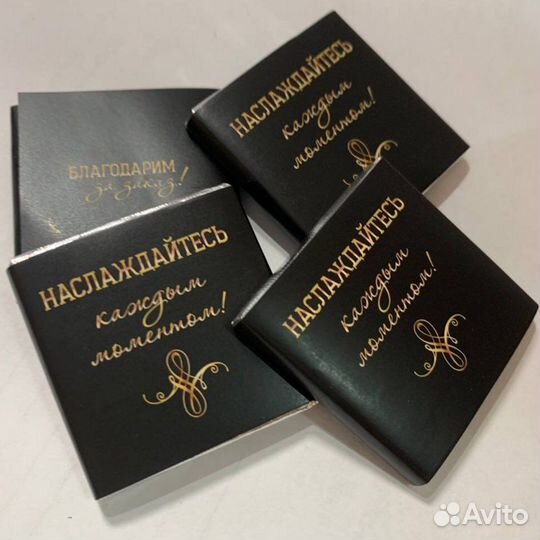 НАСЛАЖДАЙТЕСЬ
каждым
моментом!
БЛАГОДАРИМ
за заказ!
НАСЛАЖДАЙТЕСЬ
каждым
моментом!
НАСЛАЖДАЙТЕСЬ
каждым
моментом!
Avito